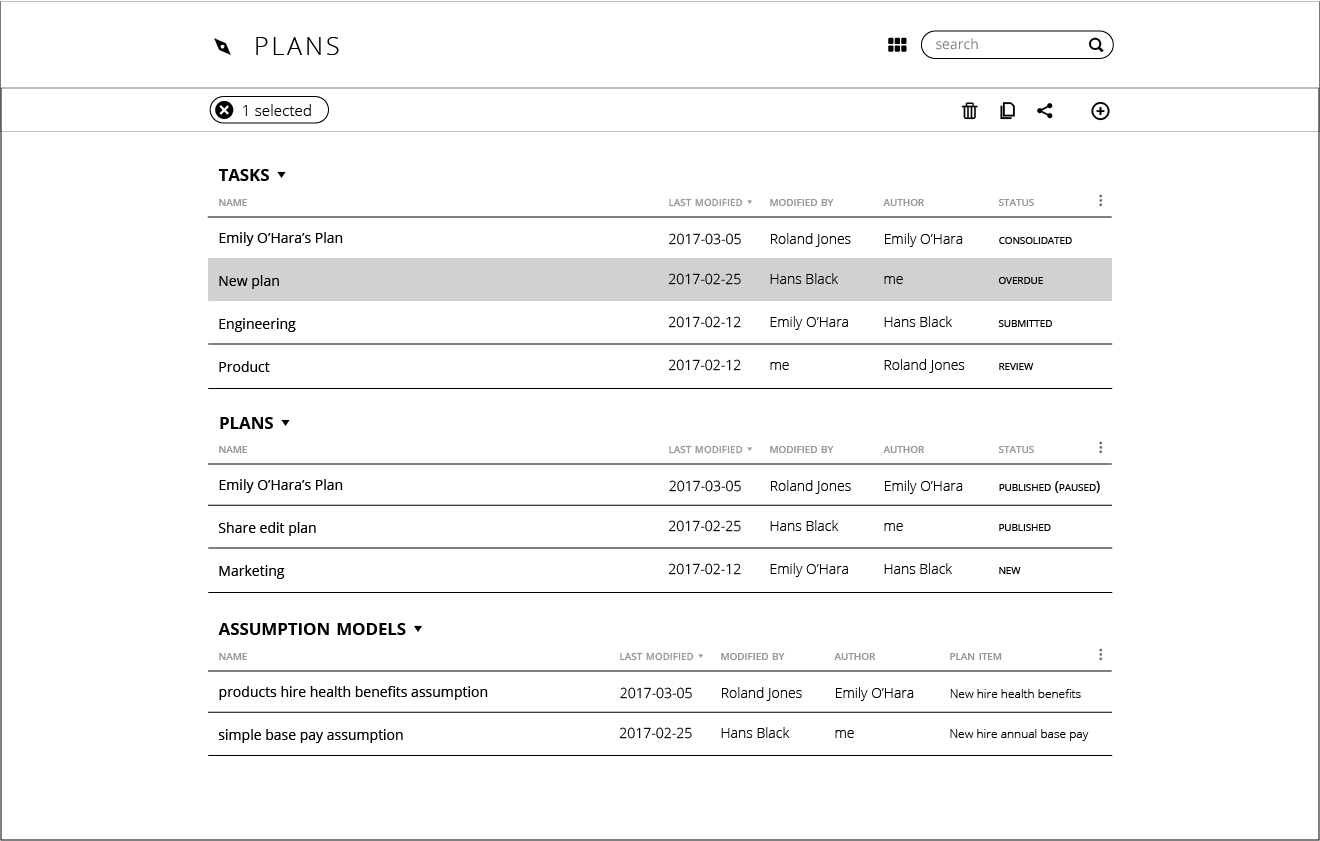 PLANS
search
1 selected
TASKS
NAME LAST MODIFIED MODIFIED BY AUTHOR STATUS
Emily O’Hara’s Plan 2017-03-05 Roland Jones Emily O’Hara CONSOLIDATED
New plan 2017-02-25 Hans Black me OVERDUE
Engineering 2017-02-12 Emily O’Hara Hans Black SUBMITTED
Product 2017-02-12 me Roland Jones REVIEW
PLANS
NAME LAST MODIFIED MODIFIED BY AUTHOR STATUS
Emily O’Hara’s Plan 2017-03-05 Roland Jones Emily O’Hara PUBLISHED (PAUSED)
Share edit plan 2017-02-25 Hans Black me PUBLISHED
Marketing 2017-02-12 Emily O’Hara Hans Black NEW
ASSUMPTION MODELS
NAME LAST MODIFIED MODIFIED BY AUTHOR PLAN ITEM
products hire health benefits assumption 2017-03-05 Roland Jones Emily O’Hara New hire health benefits
simple base pay assumption 2017-02-25 Hans Black me New hire annual base pay